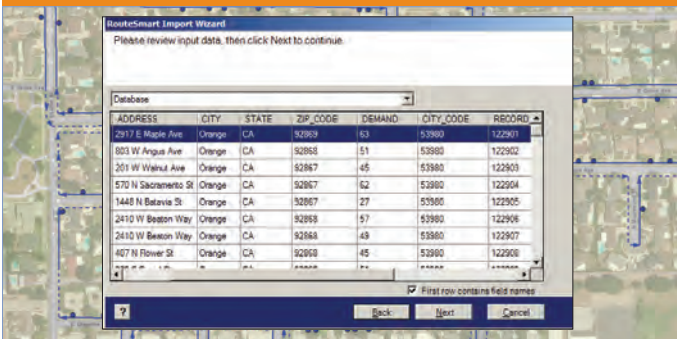 RouteSmart Import Wizard
Please review input data, then click Next to continue.
Database
ADDRESS CITY STATE ZIP_CODE DEMAND CITY_CODE RECORD_
2917 E Maple Ave Orange CA 92869 63 53980 122901
803 W Angus Ave Orange CA 92868 51 53980 122902
201 W Walnut Ave Orange CA 92867 45 53980 122903
570 N Sacramento St Orange CA 92867 62 53980 122904
1448 N Batavia St Orange CA 92867 27 53980 122905
2410 W Beaton Way Orange CA 92868 57 53980 122906
2410 W Beaton Way Orange CA 92868 49 53980 122907
407 N Flower St Orange CA 92868 45 53980 122908
First row contains field names
? Back Next Cancel